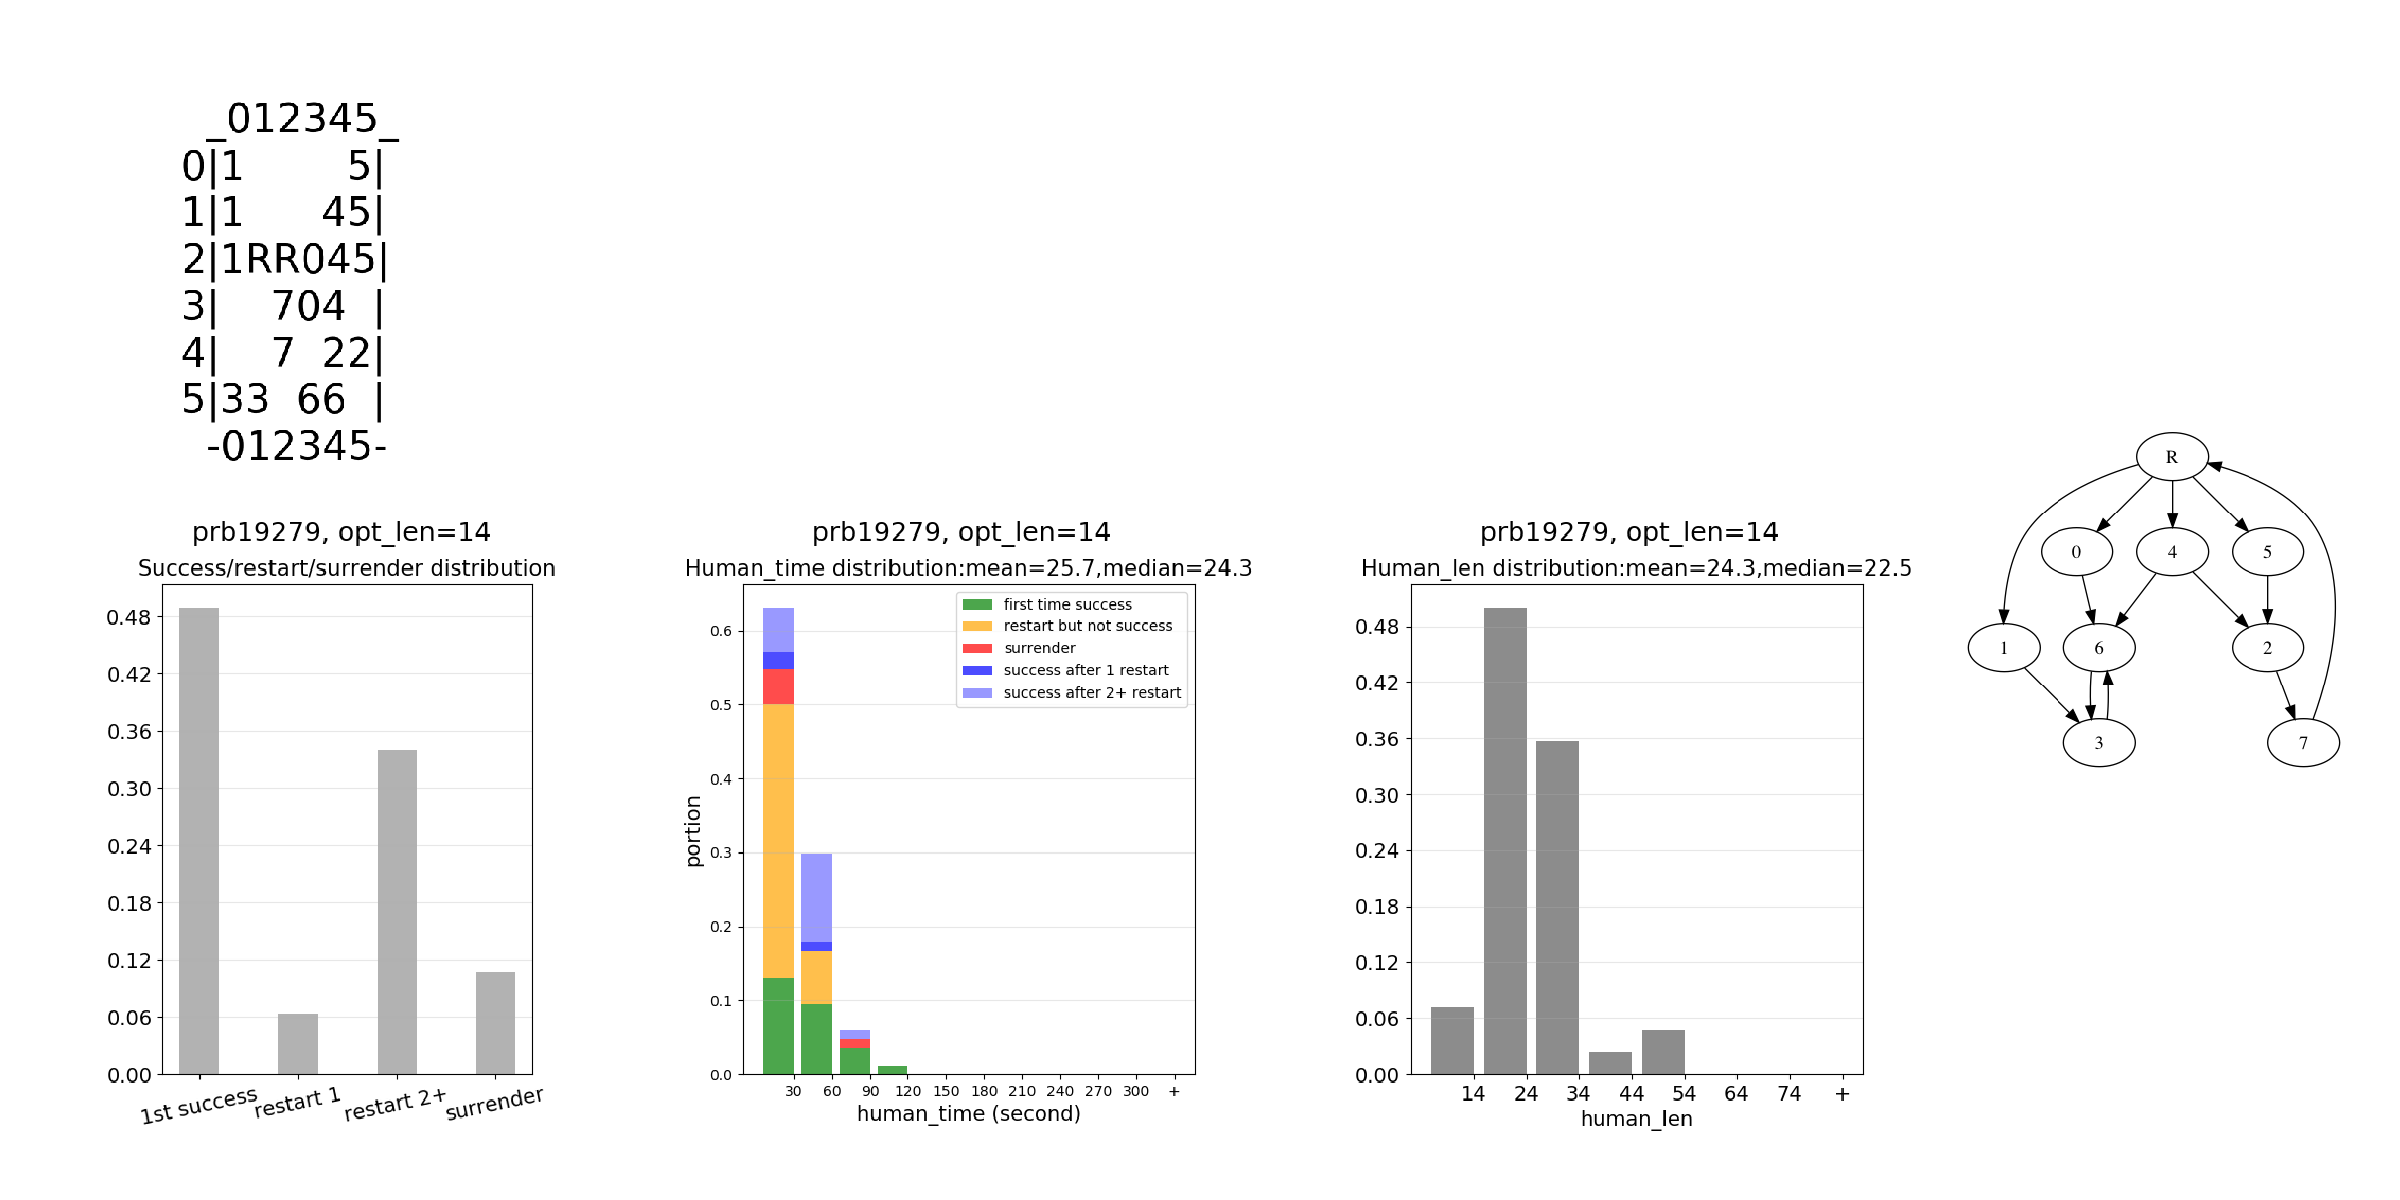 _012345_
0|1    5|
1|1   45|
2|1RR045|
3|  704 |
4|  7 22|
5|33 66 |
-012345-
prb19279, opt_len=14
Success/restart/surrender distribution
0.48
0.42
0.36
0.30
0.24
0.18
0.12
0.06
0.00
1st success
restart 1
restart 2+
surrender
prb19279, opt_len=14
Human_time distribution:mean=25.7,median=24.3
first time success
restart but not success
surrender
success after 1 restart
success after 2+ restart
portion
0.6
0.5
0.4
0.3
0.2
0.1
0.0
30 60 90 120 150 180 210 240 270 300 +
human_time (second)
prb19279, opt_len=14
Human_len distribution:mean=24.3,median=22.5
0.48
0.42
0.36
0.30
0.24
0.18
0.12
0.06
0.00
14 24 34 44 54 64 74 +
human_len
R
0 4 5
1 6 2
3 7